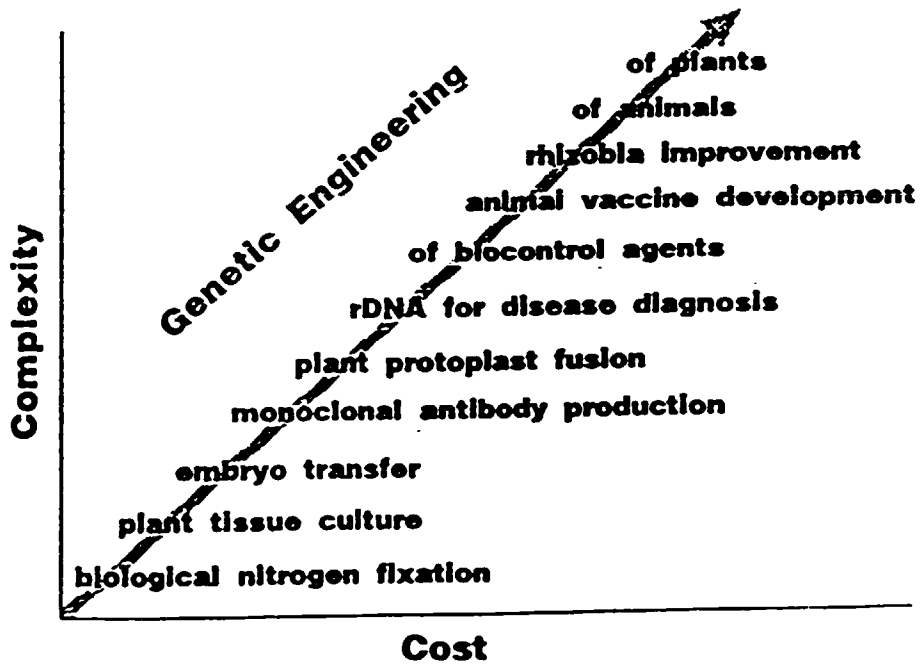 of plants
of animals
rhizobia improvement
animal vaccine development
of biocontrol agents
rDNA for disease diagnosis
plant protoplast fusion
monoclonal antibody production
embryo transfer
plant tissue culture
biological nitrogen fixation
Genetic Engineering
Complexity
Cost